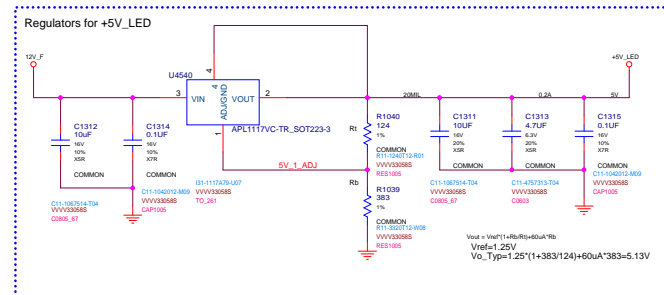 Regulators for +5V_LED
12V_F
+5V_LED
U4540
4
4
3
VIN
VOUT
2
ADJ/GND
1
APL1117VC-TR_SOT223-3
20MIL
0.2A
5V
C1312
10uF
16V
10%
X5R
COMMON
C11-1067514-T04
VVVV33058S
C0805_67
C1314
0.1UF
16V
10%
X7R
COMMON
C11-1042012-M09
VVVV33058S
CAP1005
I31-1117A79-U07
VVVV33058S
TO_261
5V_1_ADJ
Rt
R1040
124
1%
COMMON
R11-1240T12-R01
VVVV33058S
RES1005
Rb
R1039
383
1%
COMMON
R11-3320T12-W08
VVVV33058S
RES1005
C1311
10UF
16V
20%
X5R
COMMON
C11-1067514-T04
VVVV33058S
C0805_67
C1313
4.7UF
6.3V
20%
X5R
COMMON
C11-4757313-T04
VVVV33058S
C0603
C1315
0.1UF
16V
10%
X7R
COMMON
C11-1042012-M09
VVVV33058S
CAP1005
Vout = Vref*(1+Rb/Rt)+60uA*Rb
Vref=1.25V
Vo_Typ=1.25*(1+383/124)+60uA*383=5.13V